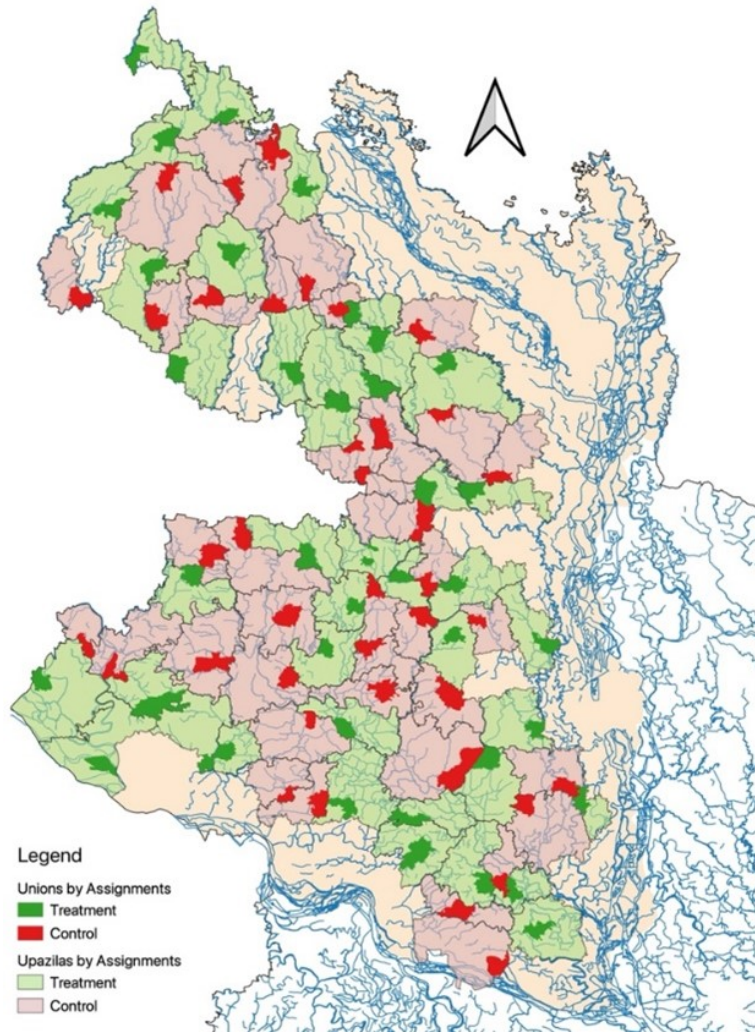 Legend
Unions by Assignments
Treatment
Control
Upazilas by Assignments
Treatment
Control